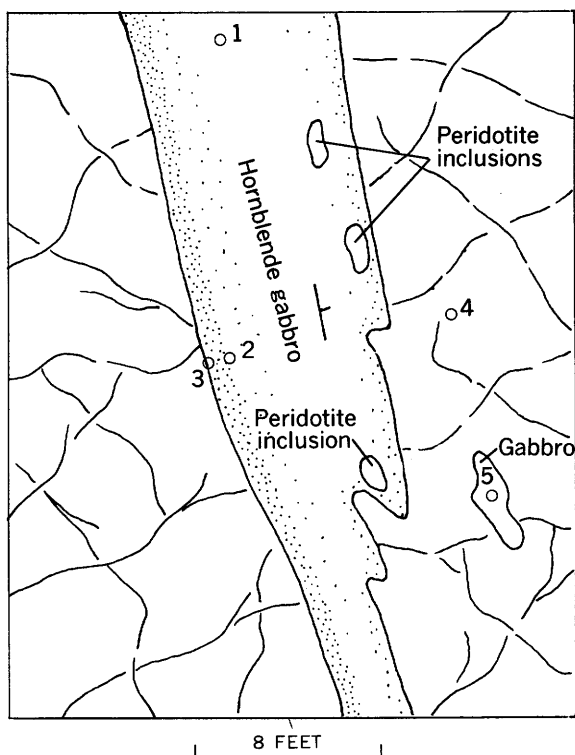 1
Peridotite
inclusions
Hornblende gabbro
4
2
3
Peridotite
inclusion
Gabbro
5
8 FEET